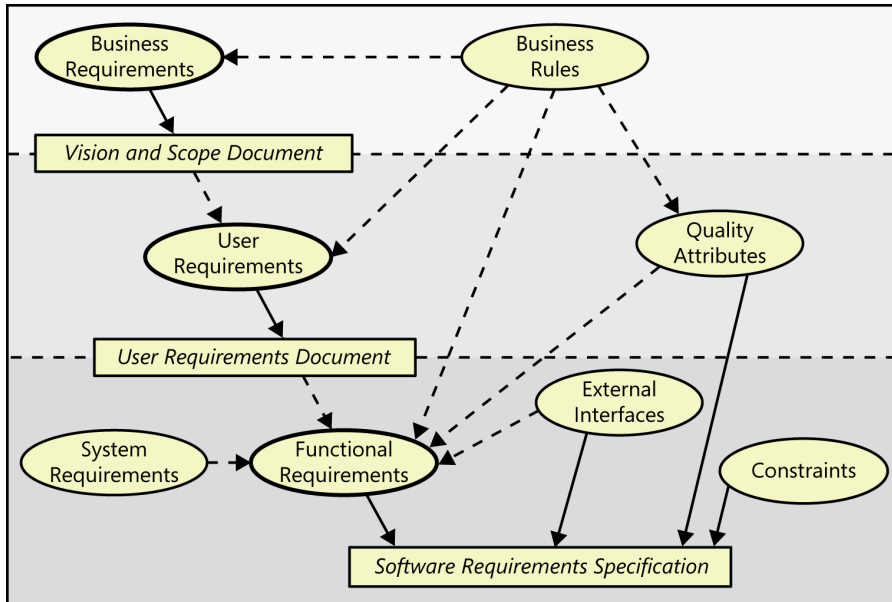 Business
Requirements
Business
Rules
Vision and Scope Document
User
Requirements
Quality
Attributes
User Requirements Document
External
Interfaces
System
Requirements
Functional
Requirements
Constraints
Software Requirements Specification